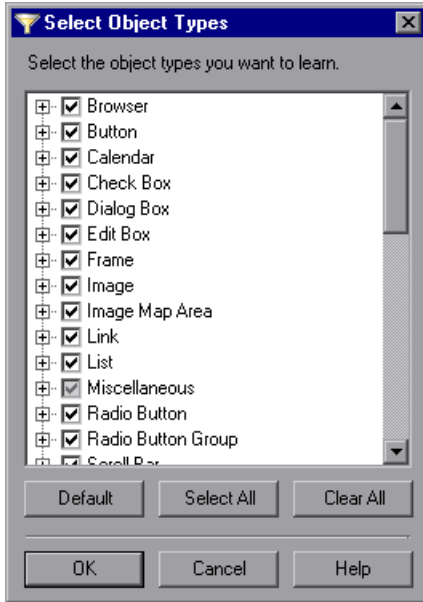 Select Object Types
Select the object types you want to learn.
Browser
Button
Calendar
Check Box
Dialog Box
Edit Box
Frame
Image
Image Map Area
Link
List
Miscellaneous
Radio Button
Radio Button Group
Scroll Bar
Default Select All Clear All
OK Cancel Help